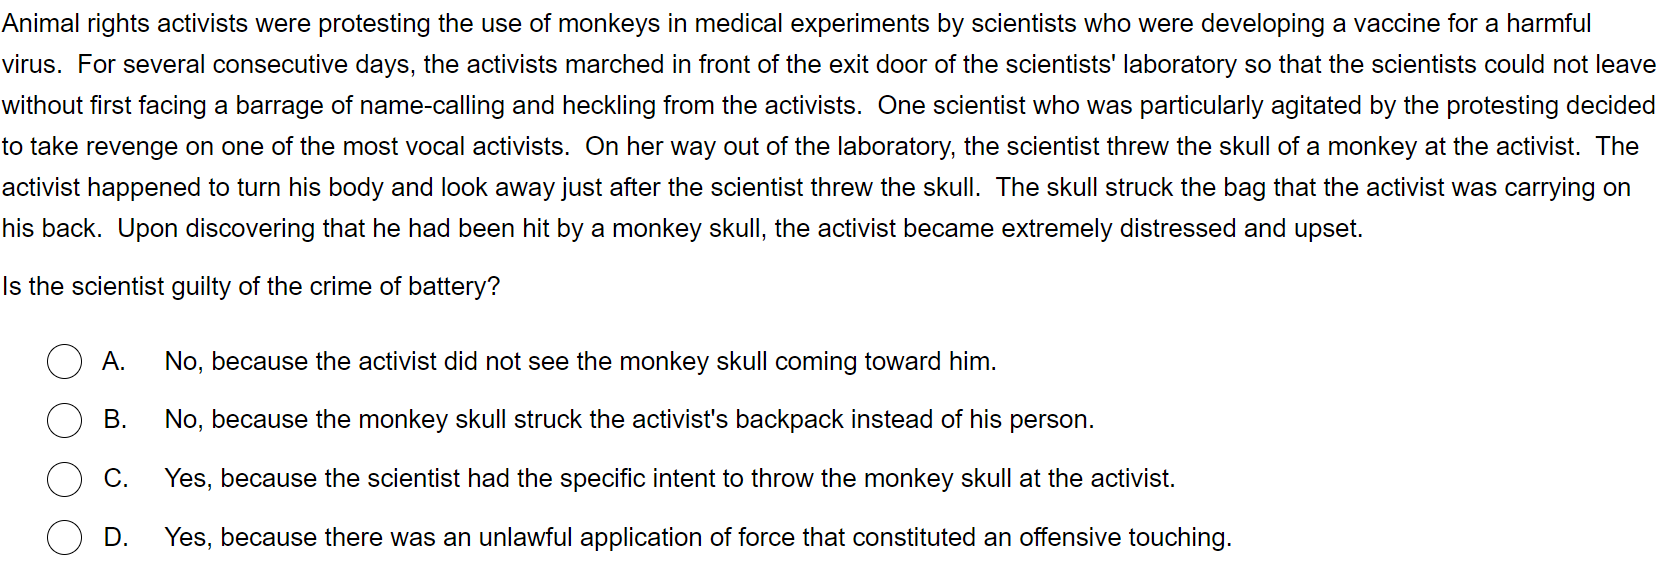 Animal rights activists were protesting the use of monkeys in medical experiments by scientists who were developing a vaccine for a harmful
virus.  For several consecutive days, the activists marched in front of the exit door of the scientists' laboratory so that the scientists could not leave
without first facing a barrage of name-calling and heckling from the activists.  One scientist who was particularly agitated by the protesting decided
to take revenge on one of the most vocal activists.  On her way out of the laboratory, the scientist threw the skull of a monkey at the activist.  The
activist happened to turn his body and look away just after the scientist threw the skull.  The skull struck the bag that the activist was carrying on
his back.  Upon discovering that he had been hit by a monkey skull, the activist became extremely distressed and upset.
Is the scientist guilty of the crime of battery?
A. No, because the activist did not see the monkey skull coming toward him.
B. No, because the monkey skull struck the activist's backpack instead of his person.
C. Yes, because the scientist had the specific intent to throw the monkey skull at the activist.
D. Yes, because there was an unlawful application of force that constituted an offensive touching.